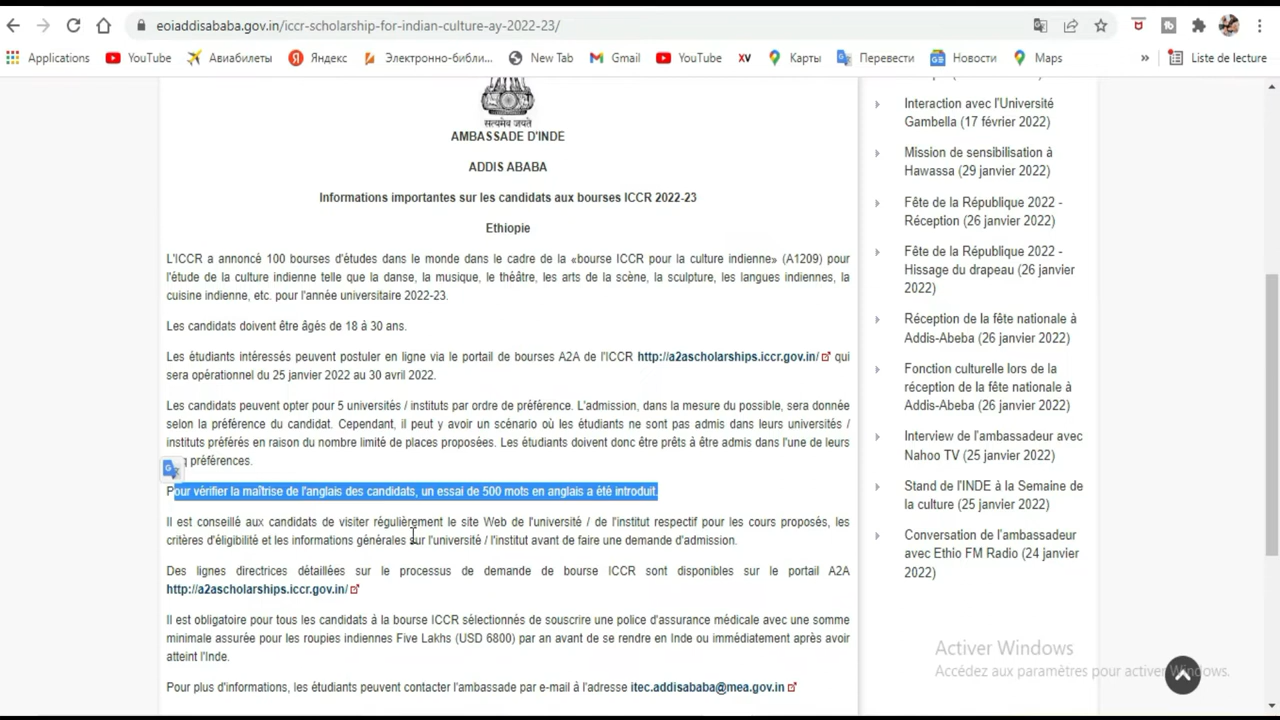 eoiaddisababa.gov.in/iccr-scholarship-for-indian-culture-ay-2022-23/
Applications YouTube Авиабилеты Яндекс Электронно-библи... New Tab Gmail YouTube XV Карты Перевести Новости Maps » Liste de lecture
सत्यमेव जयते
AMBASSADE D'INDE
ADDIS ABABA
Informations importantes sur les candidats aux bourses ICCR 2022-23
Ethiopie
L'ICCR a annoncé 100 bourses d'études dans le monde dans le cadre de la «bourse ICCR pour la culture indienne» (A1209) pour
l'étude de la culture indienne telle que la danse, la musique, le théâtre, les arts de la scène, la sculpture, les langues indiennes, la
cuisine indienne, etc. pour l'année universitaire 2022-23.
Les candidats doivent être âgés de 18 à 30 ans.
Les étudiants intéressés peuvent postuler en ligne via le portail de bourses A2A de l'ICCR http://a2ascholarships.iccr.gov.in/ qui
sera opérationnel du 25 janvier 2022 au 30 avril 2022.
Les candidats peuvent opter pour 5 universités / instituts par ordre de préférence. L'admission, dans la mesure du possible, sera donnée
selon la préférence du candidat. Cependant, il peut y avoir un scénario où les étudiants ne sont pas admis dans leurs universités /
instituts préférés en raison du nombre limité de places proposées. Les étudiants doivent donc être prêts à être admis dans l'une de leurs
préférences.
Pour vérifier la maîtrise de l'anglais des candidats, un essai de 500 mots en anglais a été introduit.
Il est conseillé aux candidats de visiter régulièrement le site Web de l'université / de l'institut respectif pour les cours proposés, les
critères d'éligibilité et les informations générales sur l'université / l'institut avant de faire une demande d'admission.
Des lignes directrices détaillées sur le processus de demande de bourse ICCR sont disponibles sur le portail A2A
http://a2ascholarships.iccr.gov.in/
Il est obligatoire pour tous les candidats à la bourse ICCR sélectionnés de souscrire une police d'assurance médicale avec une somme
minimale assurée pour les roupies indiennes Five Lakhs (USD 6800) par an avant de se rendre en Inde ou immédiatement après avoir
atteint l'Inde.
Pour plus d'informations, les étudiants peuvent contacter l'ambassade par e-mail à l'adresse itec.addisababa@mea.gov.in
Interaction avec l'Université
Gambella (17 février 2022)
Mission de sensibilisation à
Hawassa (29 janvier 2022)
Fête de la République 2022 -
Réception (26 janvier 2022)
Fête de la République 2022 -
Hissage du drapeau (26 janvier
2022)
Réception de la fête nationale à
Addis-Abeba (26 janvier 2022)
Fonction culturelle lors de la
réception de la fête nationale à
Addis-Abeba (26 janvier 2022)
Interview de l'ambassadeur avec
Nahoo TV (25 janvier 2022)
Stand de l'INDE à la Semaine de
la culture (25 janvier 2022)
Conversation de l'ambassadeur
avec Ethio FM Radio (24 janvier
2022)
Activer Windows
Accédez aux paramètres pour activer Windows.